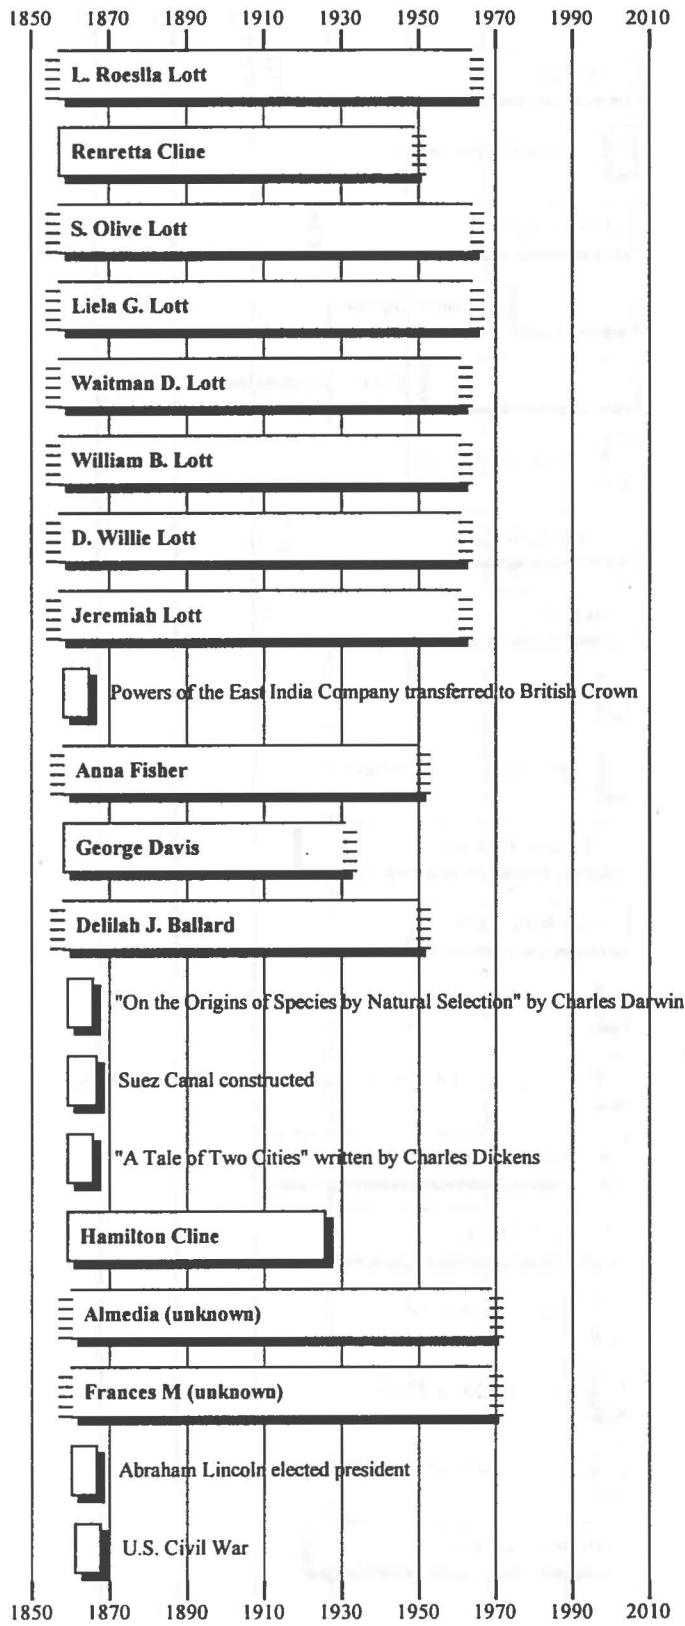 1850 1870 1890 1910 1930 1950 1970 1990 2010
L. Roeslla Lott
Renretta Cline
S. Olive Lott
Liela G. Lott
Waitman D. Lott
William B. Lott
D. Willie Lott
Jeremiah Lott
Powers of the East India Company transferred to British Crown
Anna Fisher
George Davis
Delilah J. Ballard
"On the Origins of Species by Natural Selection" by Charles Darwin
Suez Canal constructed
"A Tale of Two Cities" written by Charles Dickens
Hamilton Cline
Almedia (unknown)
Frances M (unknown)
Abraham Lincoln elected president
U.S. Civil War
1850 1870 1890 1910 1930 1950 1970 1990 2010